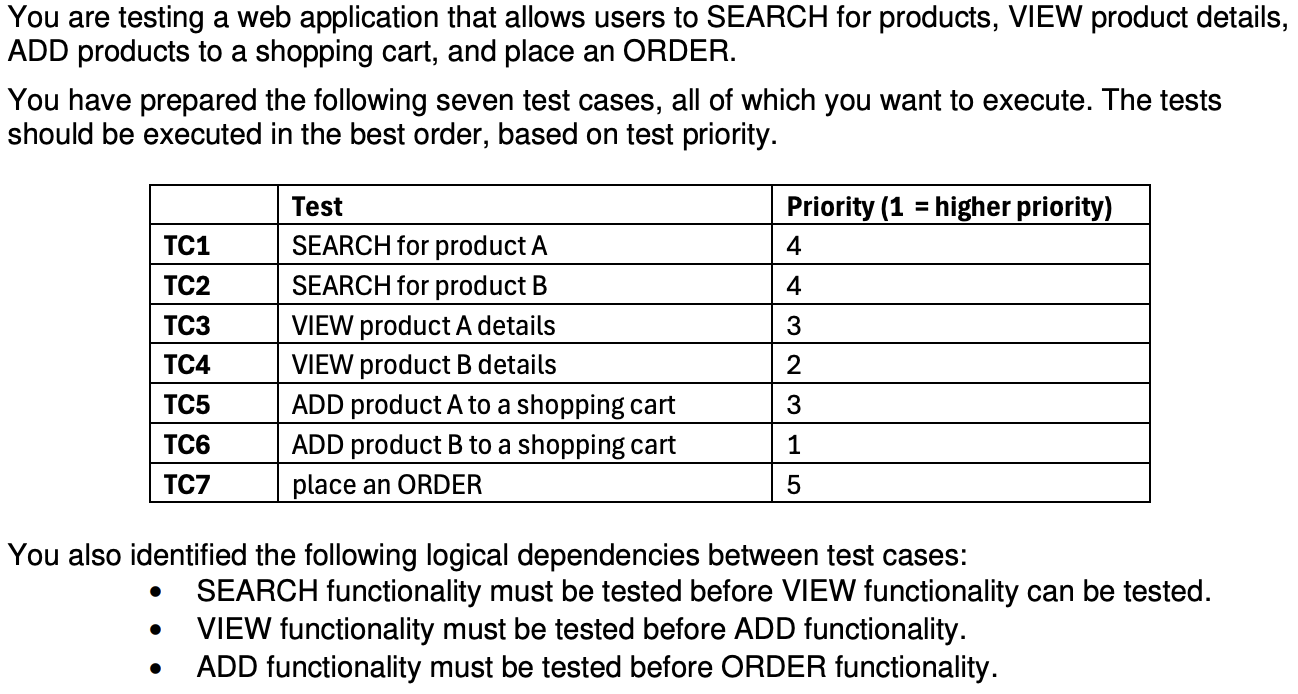 You are testing a web application that allows users to SEARCH for products, VIEW product details,
ADD products to a shopping cart, and place an ORDER.
You have prepared the following seven test cases, all of which you want to execute. The tests
should be executed in the best order, based on test priority.
Test Priority (1 = higher priority)
TC1 SEARCH for product A 4
TC2 SEARCH for product B 4
TC3 VIEW product A details 3
TC4 VIEW product B details 2
TC5 ADD product A to a shopping cart 3
TC6 ADD product B to a shopping cart 1
TC7 place an ORDER 5
You also identified the following logical dependencies between test cases:
• SEARCH functionality must be tested before VIEW functionality can be tested.
• VIEW functionality must be tested before ADD functionality.
• ADD functionality must be tested before ORDER functionality.